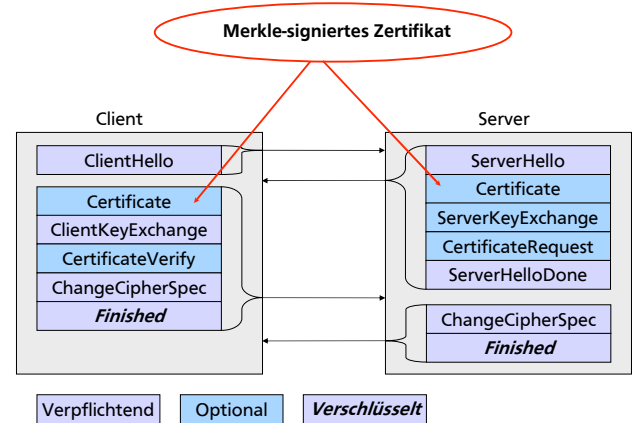 Merkle-signiertes Zertifikat
Client
Server
ClientHello
Certificate
ClientKeyExchange
CertificateVerify
ChangeCipherSpec
Finished
ServerHello
Certificate
ServerKeyExchange
CertificateRequest
ServerHelloDone
ChangeCipherSpec
Finished
Verpflichtend
Optional
Verschlüsselt